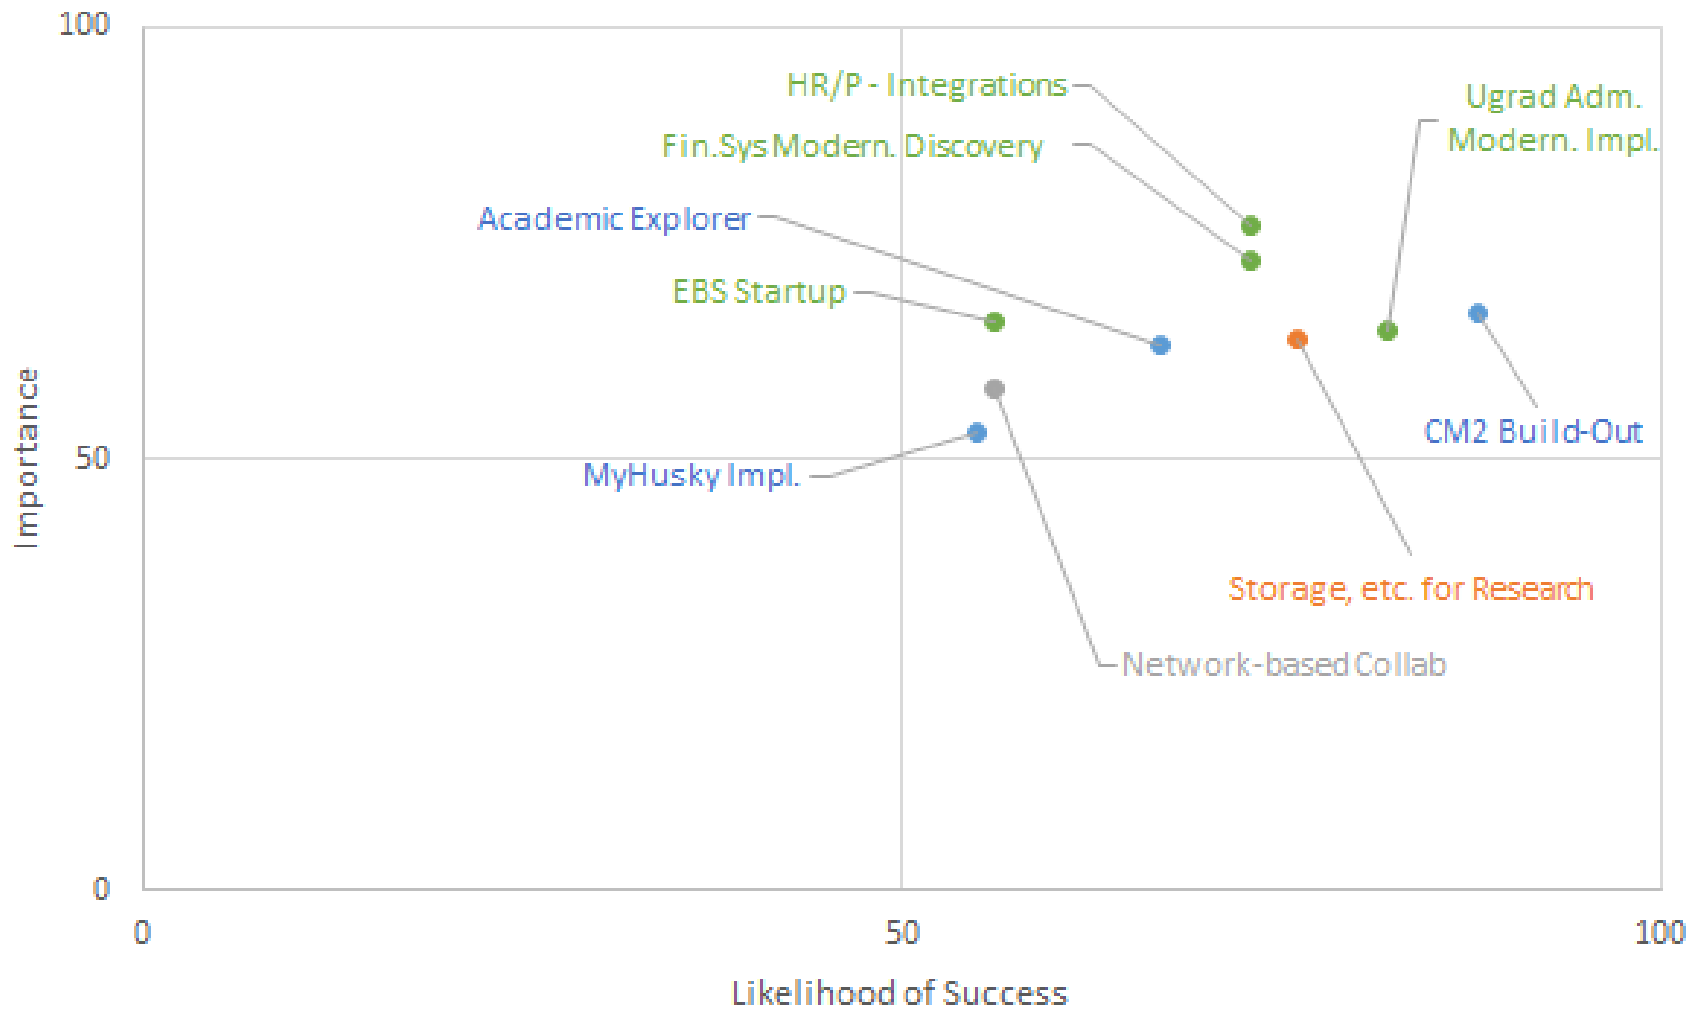 100
HR/P - Integrations
Ugrad Adm.
Modern. Impl.
Fin.Sys Modern. Discovery
Academic Explorer
EBS Startup
Importance
CM2 Build-Out
50
MyHusky Impl.
Storage, etc. for Research
Network-based Collab
0
0
50
100
Likelihood of Success